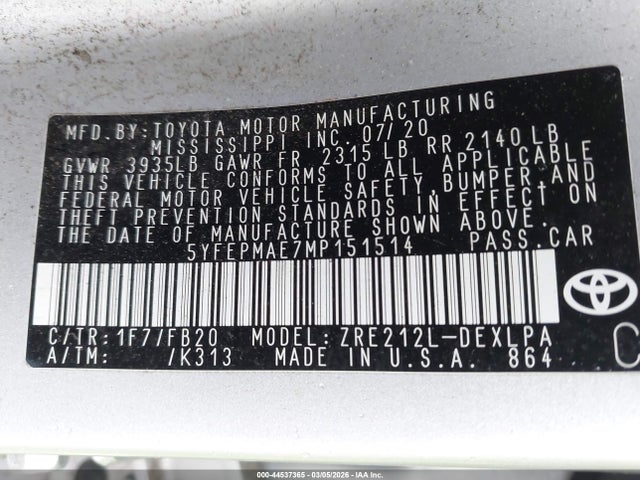 MFD. BY: TOYOTA MOTOR MANUFACTURING
MISSISSIPPI INC. 07/20
GVWR 3935LB GAWR FR 2315 LB RR 2140 LB
THIS VEHICLE CONFORMS TO ALL APPLICABLE
FEDERAL MOTOR VEHICLE SAFETY, BUMPER, AND
THEFT PREVENTION STANDARDS IN EFFECT ON
THE DATE OF MANUFACTURE SHOWN ABOVE.
5YFEPMAE7MP151514 PASS. CAR
C/TR: 1F7/FB20 MODEL: ZRE212L-DEXLPA
A/TM: /K313 MADE IN U.S.A. 864
C
000-44537365 - 03/05/2026 - IAA Inc.